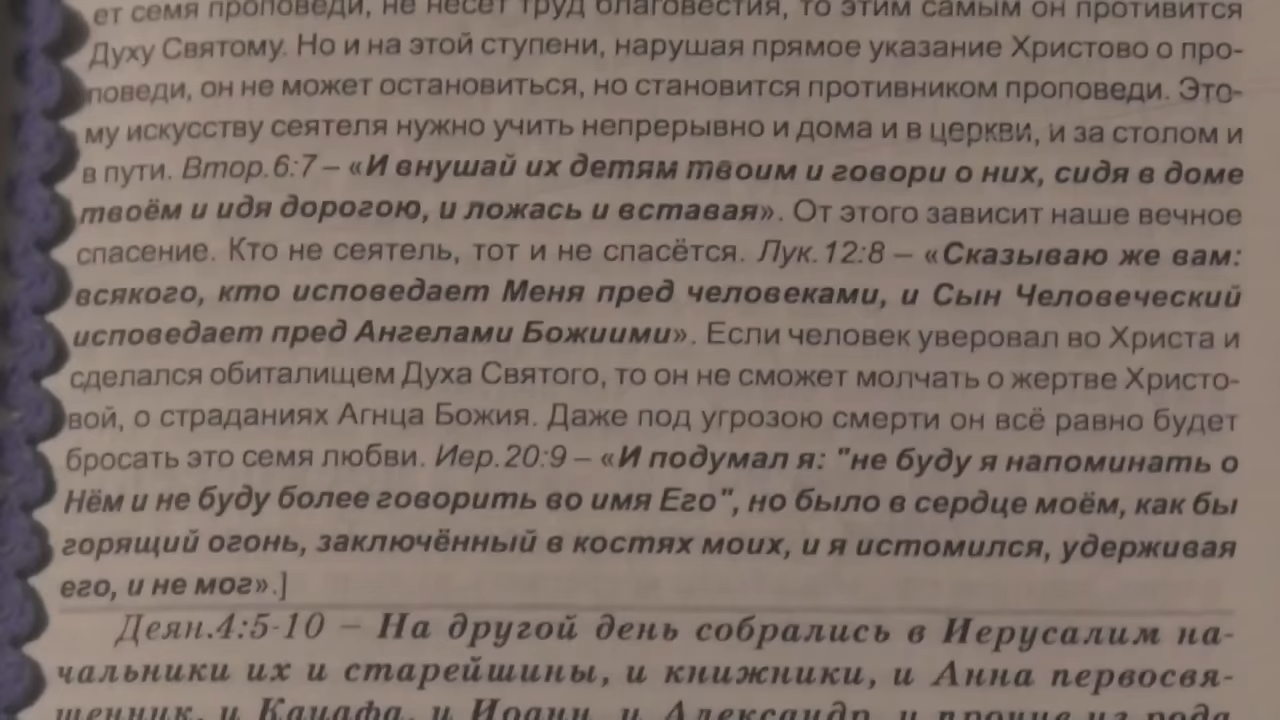 ет семя проповеди, не несёт труд благовестия, то этим самым он противится
Духу Святому. Но и на этой ступени, нарушая прямое указание Христово о про-
поведи, он не может остановиться, но становится противником проповеди. Это-
му искусству сеятеля нужно учить непрерывно и дома и в церкви, и за столом и
в пути. Втор.6:7 – «И внушай их детям твоим и говори о них, сидя в доме
твоём и идя дорогою, и ложась и вставая». От этого зависит наше вечное
спасение. Кто не сеятель, тот и не спасётся. Лук.12:8 – «Сказываю же вам:
всякого, кто исповедает Меня пред человеками, и Сын Человеческий
исповедает пред Ангелами Божиими». Если человек уверовал во Христа и
сделался обиталищем Духа Святого, то он не сможет молчать о жертве Христо-
вой, о страданиях Агнца Божия. Даже под угрозою смерти он всё равно будет
бросать это семя любви. Иер.20:9 – «И подумал я: "не буду я напоминать о
Нём и не буду более говорить во имя Его", но было в сердце моём, как бы
горящий огонь, заключённый в костях моих, и я истомился, удерживая
его, и не мог».]
Деян.4:5-10 – На другой день собрались в Иерусалим на-
чальники их и старейшины, и книжники, и Анна первосвя-
щенник, и Каиафа, и Иоанн, и Александр, и прочие из рода